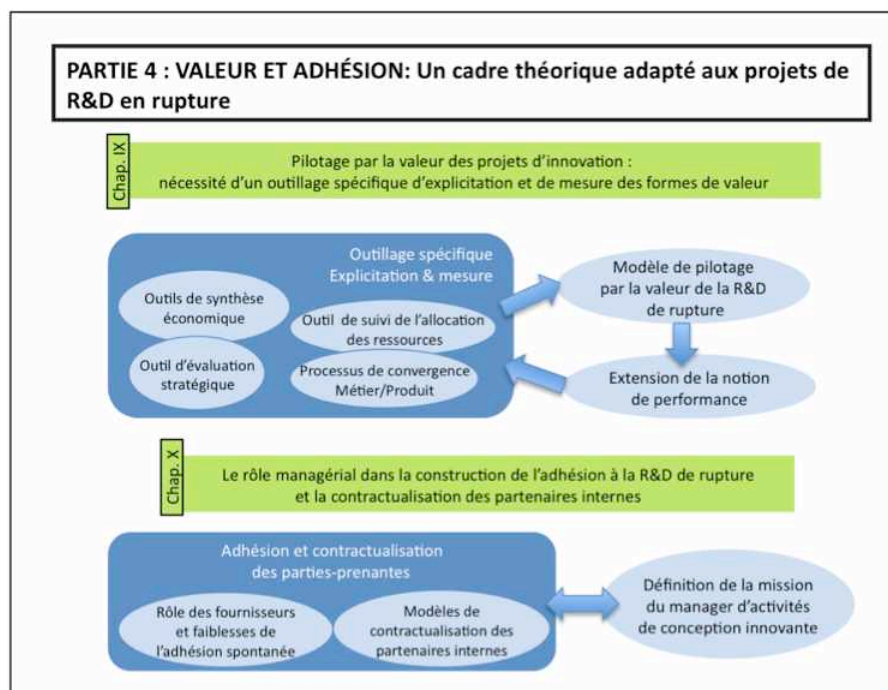 PARTIE 4 : VALEUR ET ADHÉSION: Un cadre théorique adapté aux projets de
R&D en rupture
Chap. IX
Pilotage par la valeur des projets d'innovation :
nécessité d'un outillage spécifique d'explicitation et de mesure des formes de valeur
Outillage spécifique
Explicitation & mesure
Outils de synthèse
économique
Outil de suivi de l'allocation
des ressources
Outil d'évaluation
stratégique
Processus de convergence
Métier/Produit
Modèle de pilotage
par la valeur de la R&D
de rupture
Extension de la notion
de performance
Chap. X
Le rôle managérial dans la construction de l'adhésion à la R&D de rupture
et la contractualisation des partenaires internes
Adhésion et contractualisation
des parties-prenantes
Rôle des fournisseurs
et faiblesses de
l'adhésion spontanée
Modèles de
contractualisation des
partenaires internes
Définition de la mission
du manager d'activités
de conception innovante